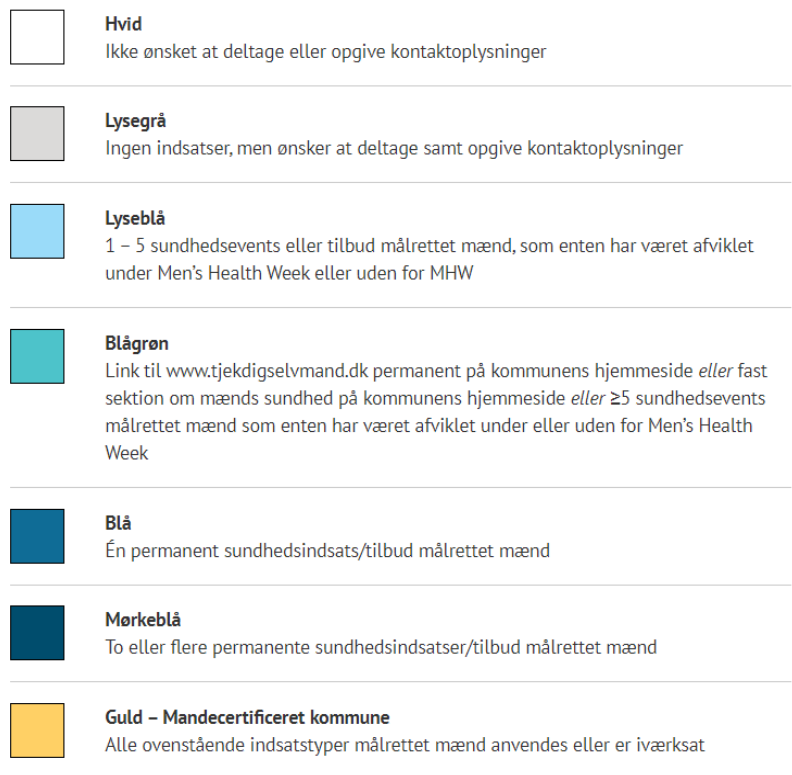 Hvid
Ikke ønsket at deltage eller opgive kontaktoplysninger
Lysegrå
Ingen indsatser, men ønsker at deltage samt opgive kontaktoplysninger
Lyseblå
1 – 5 sundhedsevents eller tilbud målrettet mænd, som enten har været afviklet
under Men’s Health Week eller uden for MHW
Blågrøn
Link til www.tjekdigselvmand.dk permanent på kommunens hjemmeside eller fast
sektion om mænds sundhed på kommunens hjemmeside eller ≥5 sundhedsevents
målrettet mænd som enten har været afviklet under eller uden for Men’s Health
Week
Blå
Én permanent sundhedsindsats/tilbud målrettet mænd
Mørkeblå
To eller flere permanente sundhedsindsatser/tilbud målrettet mænd
Guld – Mandecertificeret kommune
Alle ovenstående indsatstyper målrettet mænd anvendes eller er iværksat